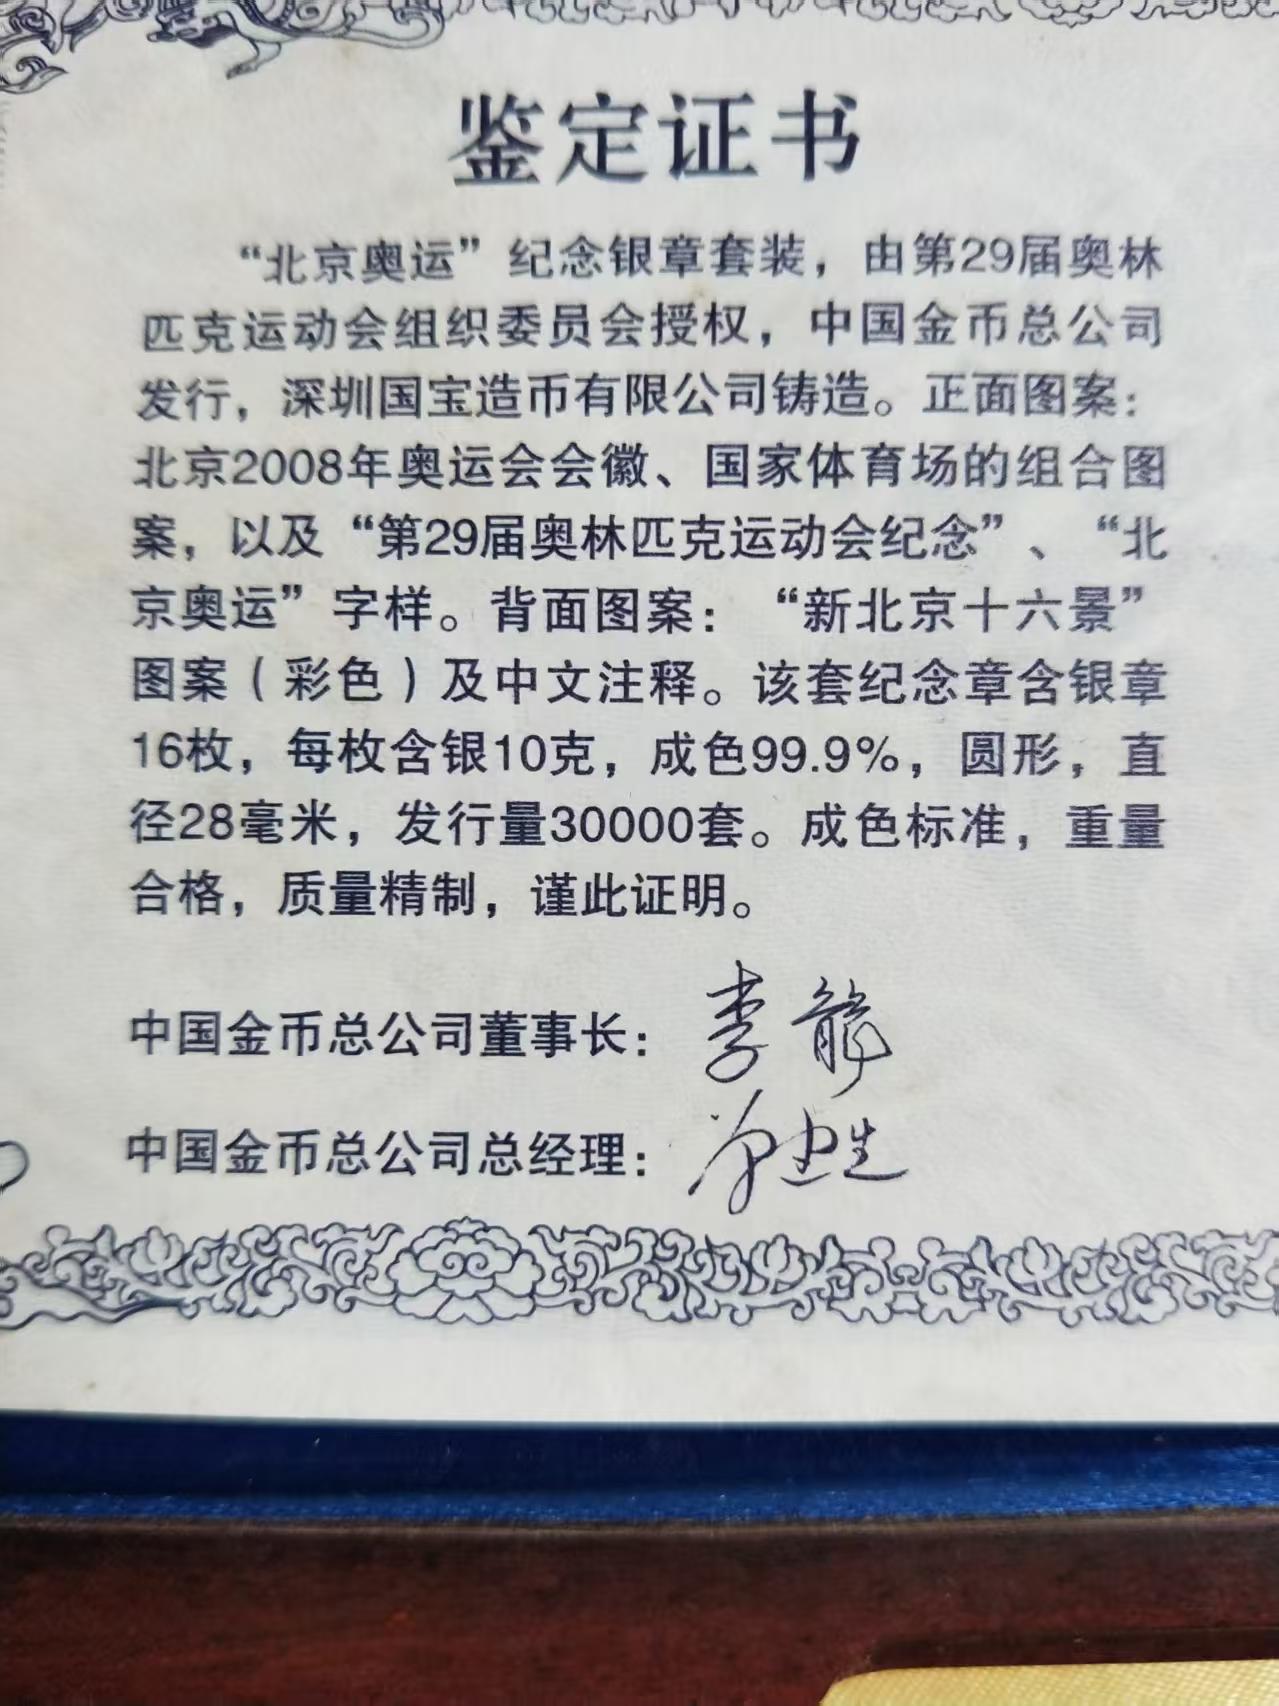 鉴定证书
“北京奥运”纪念银章套装，由第29届奥林
匹克运动会组织委员会授权，中国金币总公司
发行，深圳国宝造币有限公司铸造。正面图案：
北京2008年奥运会会徽、国家体育场的组合图
案，以及“第29届奥林匹克运动会纪念”、“北
京奥运”字样。背面图案：“新北京十六景”
图案（彩色）及中文注释。该套纪念章含银章
16枚，每枚含银10克，成色99.9%，圆形，直
径28毫米，发行量30000套。成色标准，重量
合格，质量精制，谨此证明。
中国金币总公司董事长：
中国金币总公司总经理：